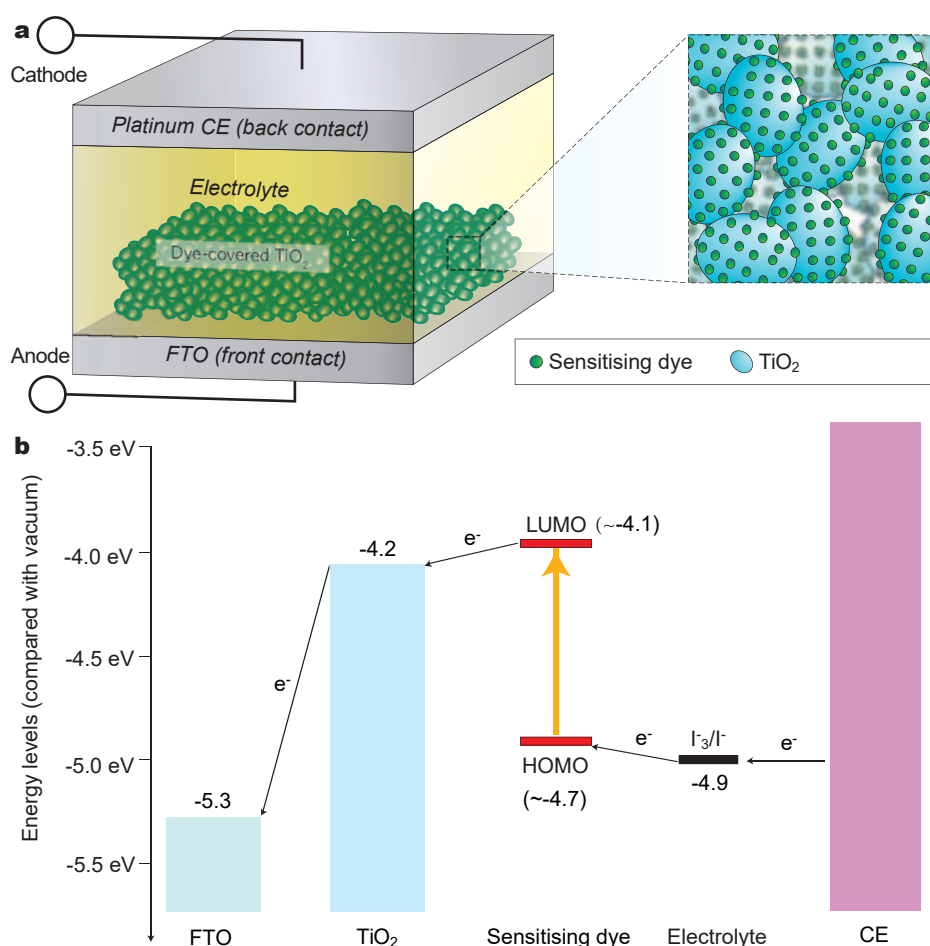 a
Cathode
Platinum CE (back contact)
Electrolyte
Dye-covered TiO₂
Anode
FTO (front contact)
Sensitising dye
TiO₂
b
Energy levels (compared with vacuum)
-3.5 eV
-4.0 eV
-4.5 eV
-5.0 eV
-5.5 eV
LUMO (~-4.1)
e⁻
-4.2
e⁻
e⁻
I⁻₃/I⁻
e⁻
HOMO
(~-4.7)
-4.9
-5.3
FTO
TiO₂
Sensitising dye
Electrolyte
CE